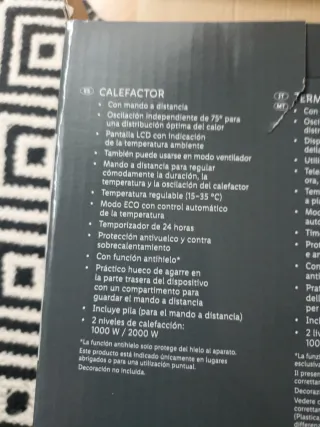 ES CALEFACTOR
• Con mando a distancia
• Oscilación independiente de 75° para
una distribución óptima del calor
• Pantalla LCD con indicación
de la temperatura ambiente
• También puede usarse en modo ventilador
• Mando a distancia para regular
cómodamente la duración, la
temperatura y la oscilación del calefactor
• Temperatura regulable (15–35 °C)
• Modo ECO con control automático
de la temperatura
• Temporizador de 24 horas
• Protección antivuelco y contra
sobrecalentamiento
• Con función antihielo*
• Práctico hueco de agarre en
la parte trasera del dispositivo
con un compartimento para
guardar el mando a distancia
• Incluye pila (para el mando a distancia)
• 2 niveles de calefacción:
1000 W / 2000 W
*La función antihielo solo protege del hielo al aparato.
Este producto está indicado únicamente en lugares
abrigados o para una utilización puntual.
Decoración no incluida.
IT
MT